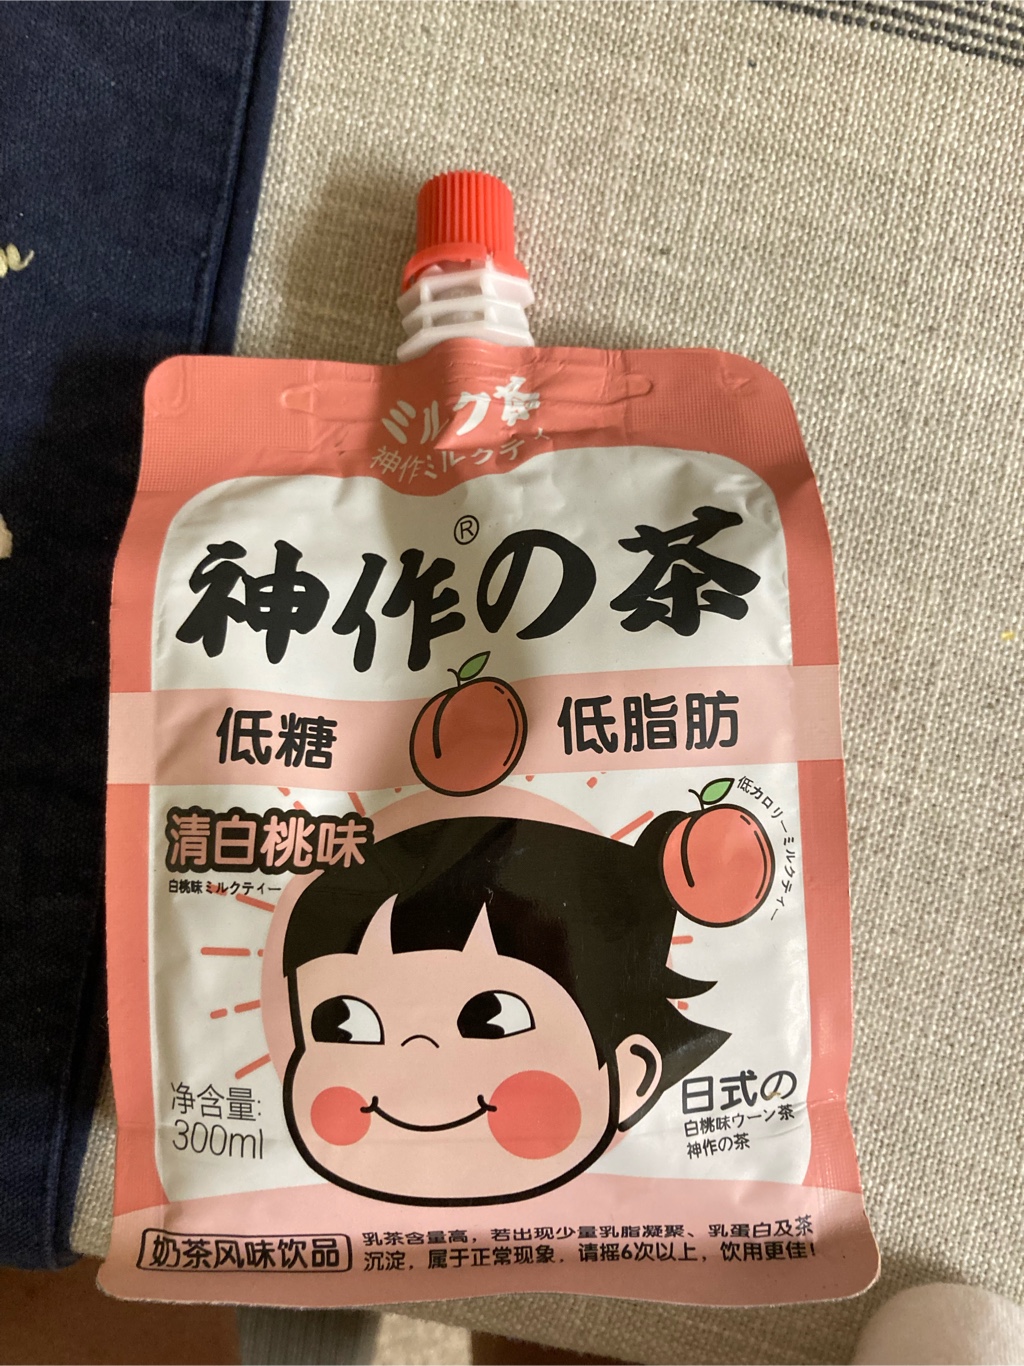 ミルク茶
神作ミルクティ
神作の茶
®
低糖
低脂肪
清白桃味
白桃味ミルクティー
低カロリーミルクティー
净含量:
300ml
日式の
白桃味ウーン茶
神作の茶
奶茶风味饮品
乳茶含量高，若出现少量乳脂凝聚、乳蛋白及茶
沉淀，属于正常现象，请摇6次以上，饮用更佳！